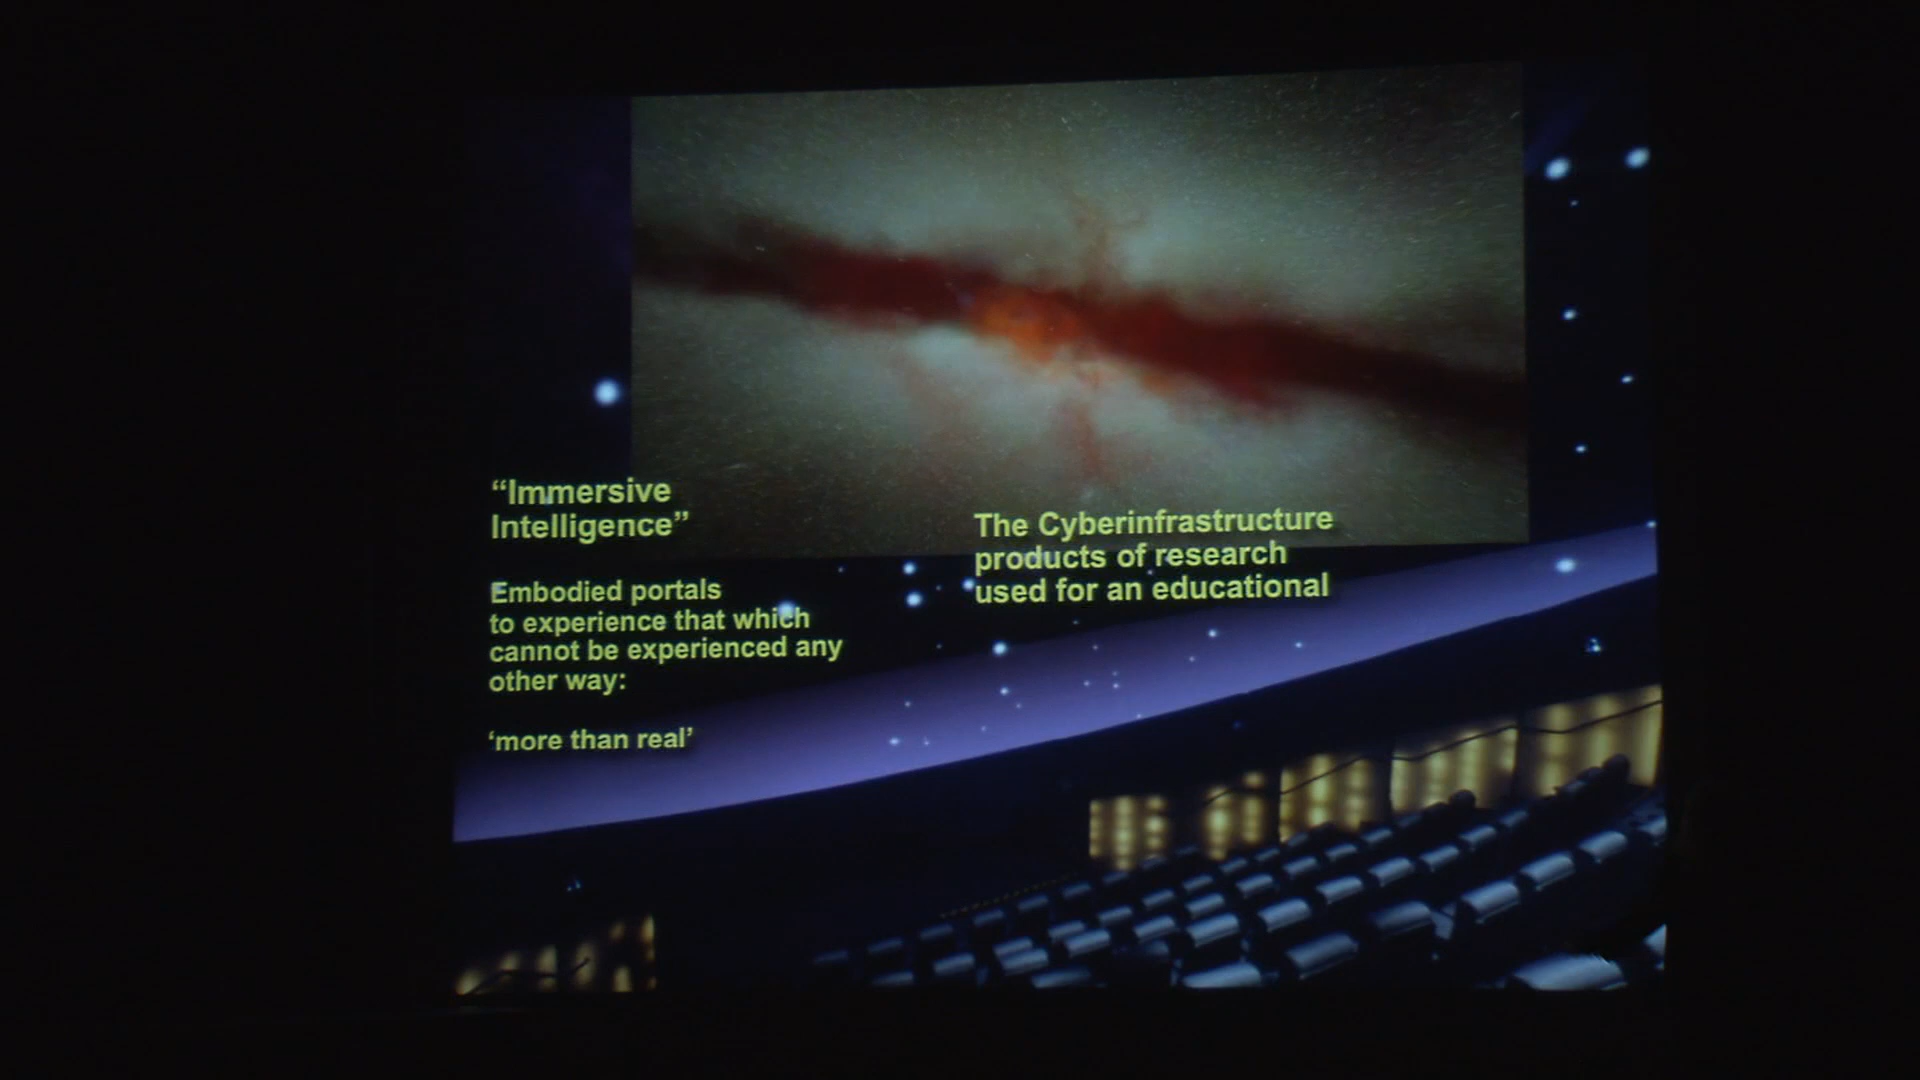 “Immersive
Intelligence”
Embodied portals
to experience that which
cannot be experienced any
other way:
‘more than real’
The Cyberinfrastructure
products of research
used for an educational